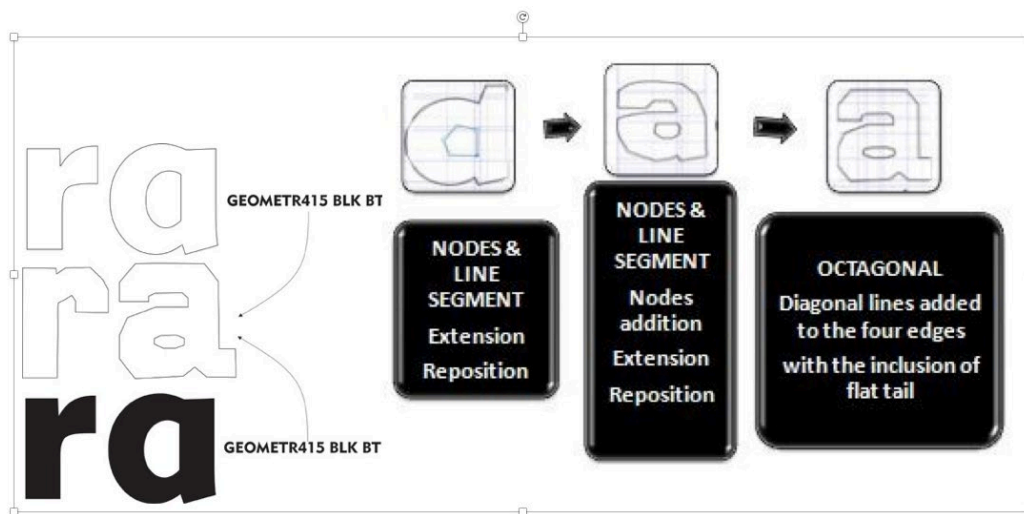 ra
GEOMETR415 BLK BT
ra
ra
GEOMETR415 BLK BT
a
a
a
NODES &
LINE
SEGMENT
Extension
Reposition
NODES &
LINE
SEGMENT
Nodes
addition
Extension
Reposition
OCTAGONAL
Diagonal lines added
to the four edges
with the inclusion of
flat tail